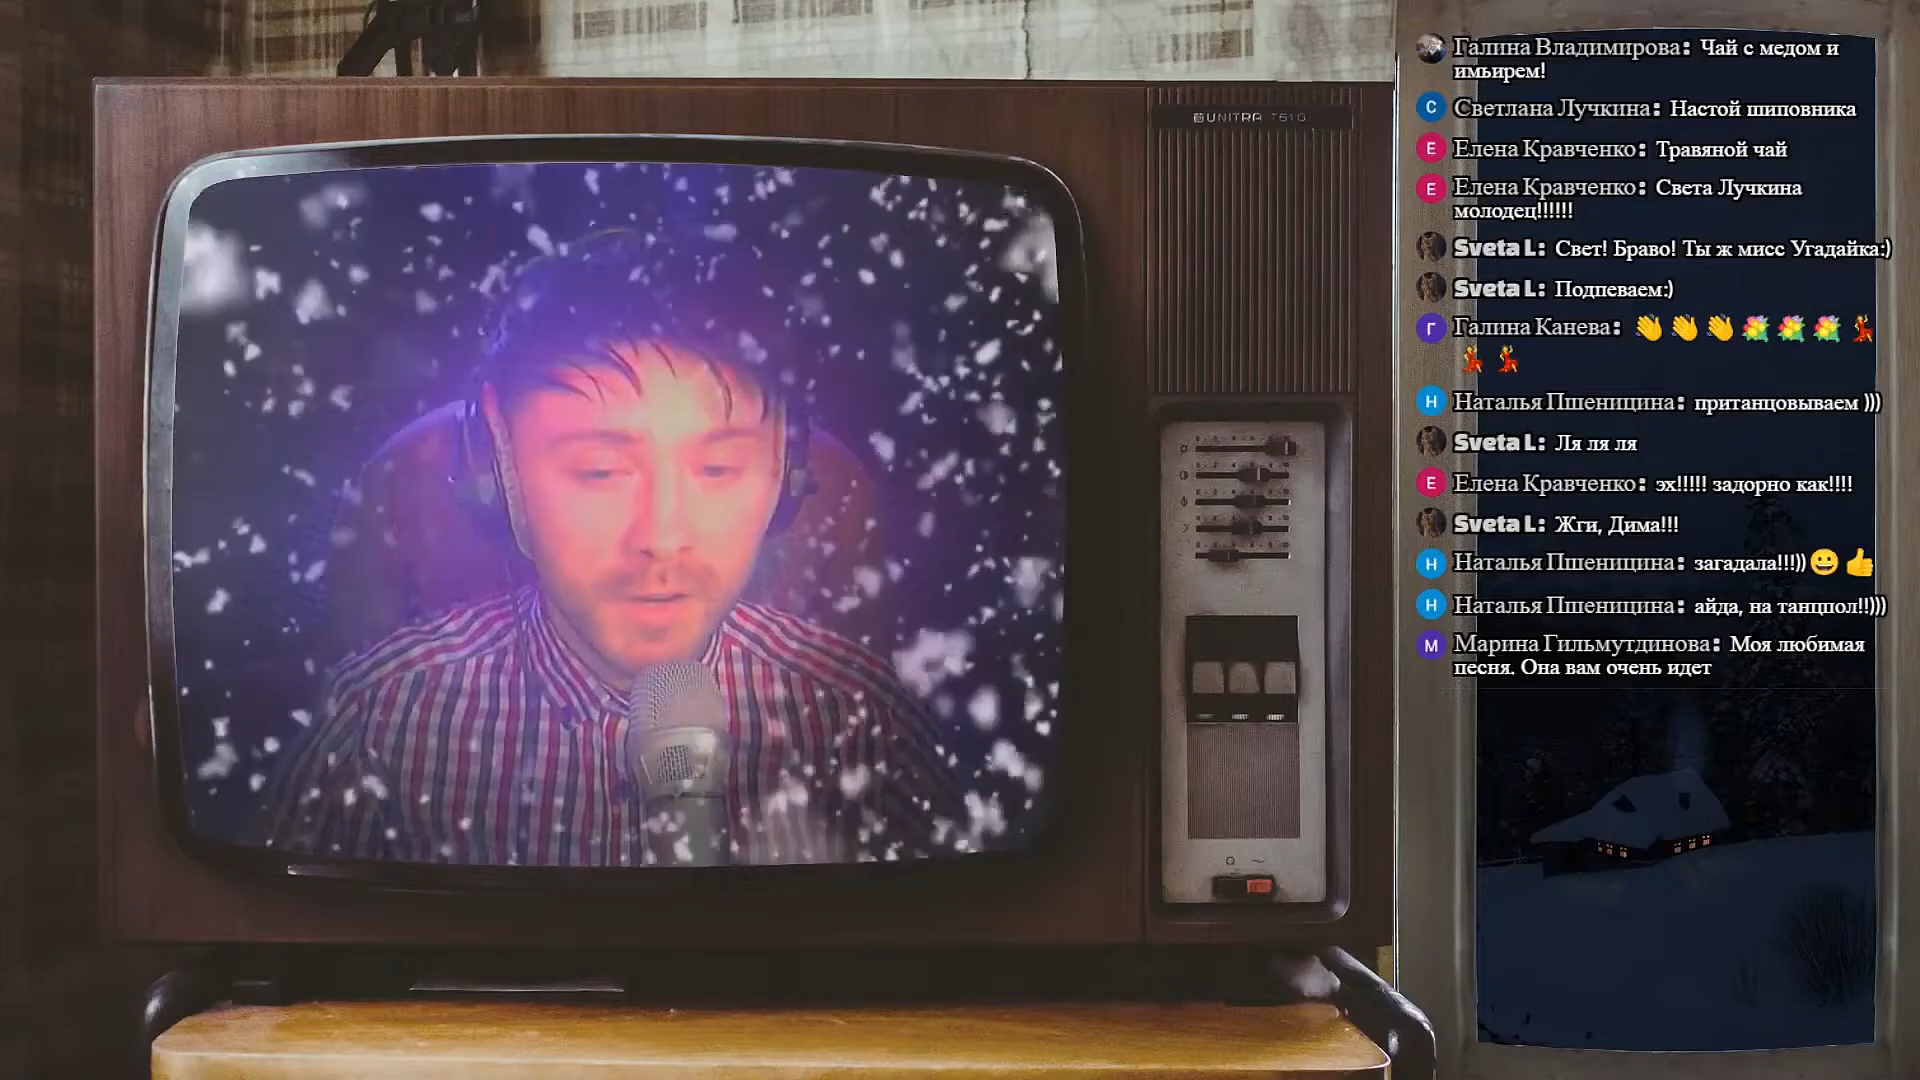 UNITRA T610
Галина Владимирова: Чай с медом и
имьирем!
С Светлана Лучкина: Настой шиповника
Е Елена Кравченко: Травяной чай
Е Елена Кравченко: Света Лучкина
молодец!!!!!!
Sveta L: Свет! Браво! Ты ж мисс Угадайка:)
Sveta L: Подпеваем:)
Г Галина Канева: 👋 👋 👋 💐 💐 💐 💃
💃 💃
Н Наталья Пшеницина: пританцовываем )))
Sveta L: Ля ля ля
Е Елена Кравченко: эх!!!!! задорно как!!!!
Sveta L: Жги, Дима!!!
Н Наталья Пшеницина: загадала!!!))😀 👍
Н Наталья Пшеницина: айда, на танцпол!!)))
М Марина Гильмутдинова: Моя любимая
песня. Она вам очень идет